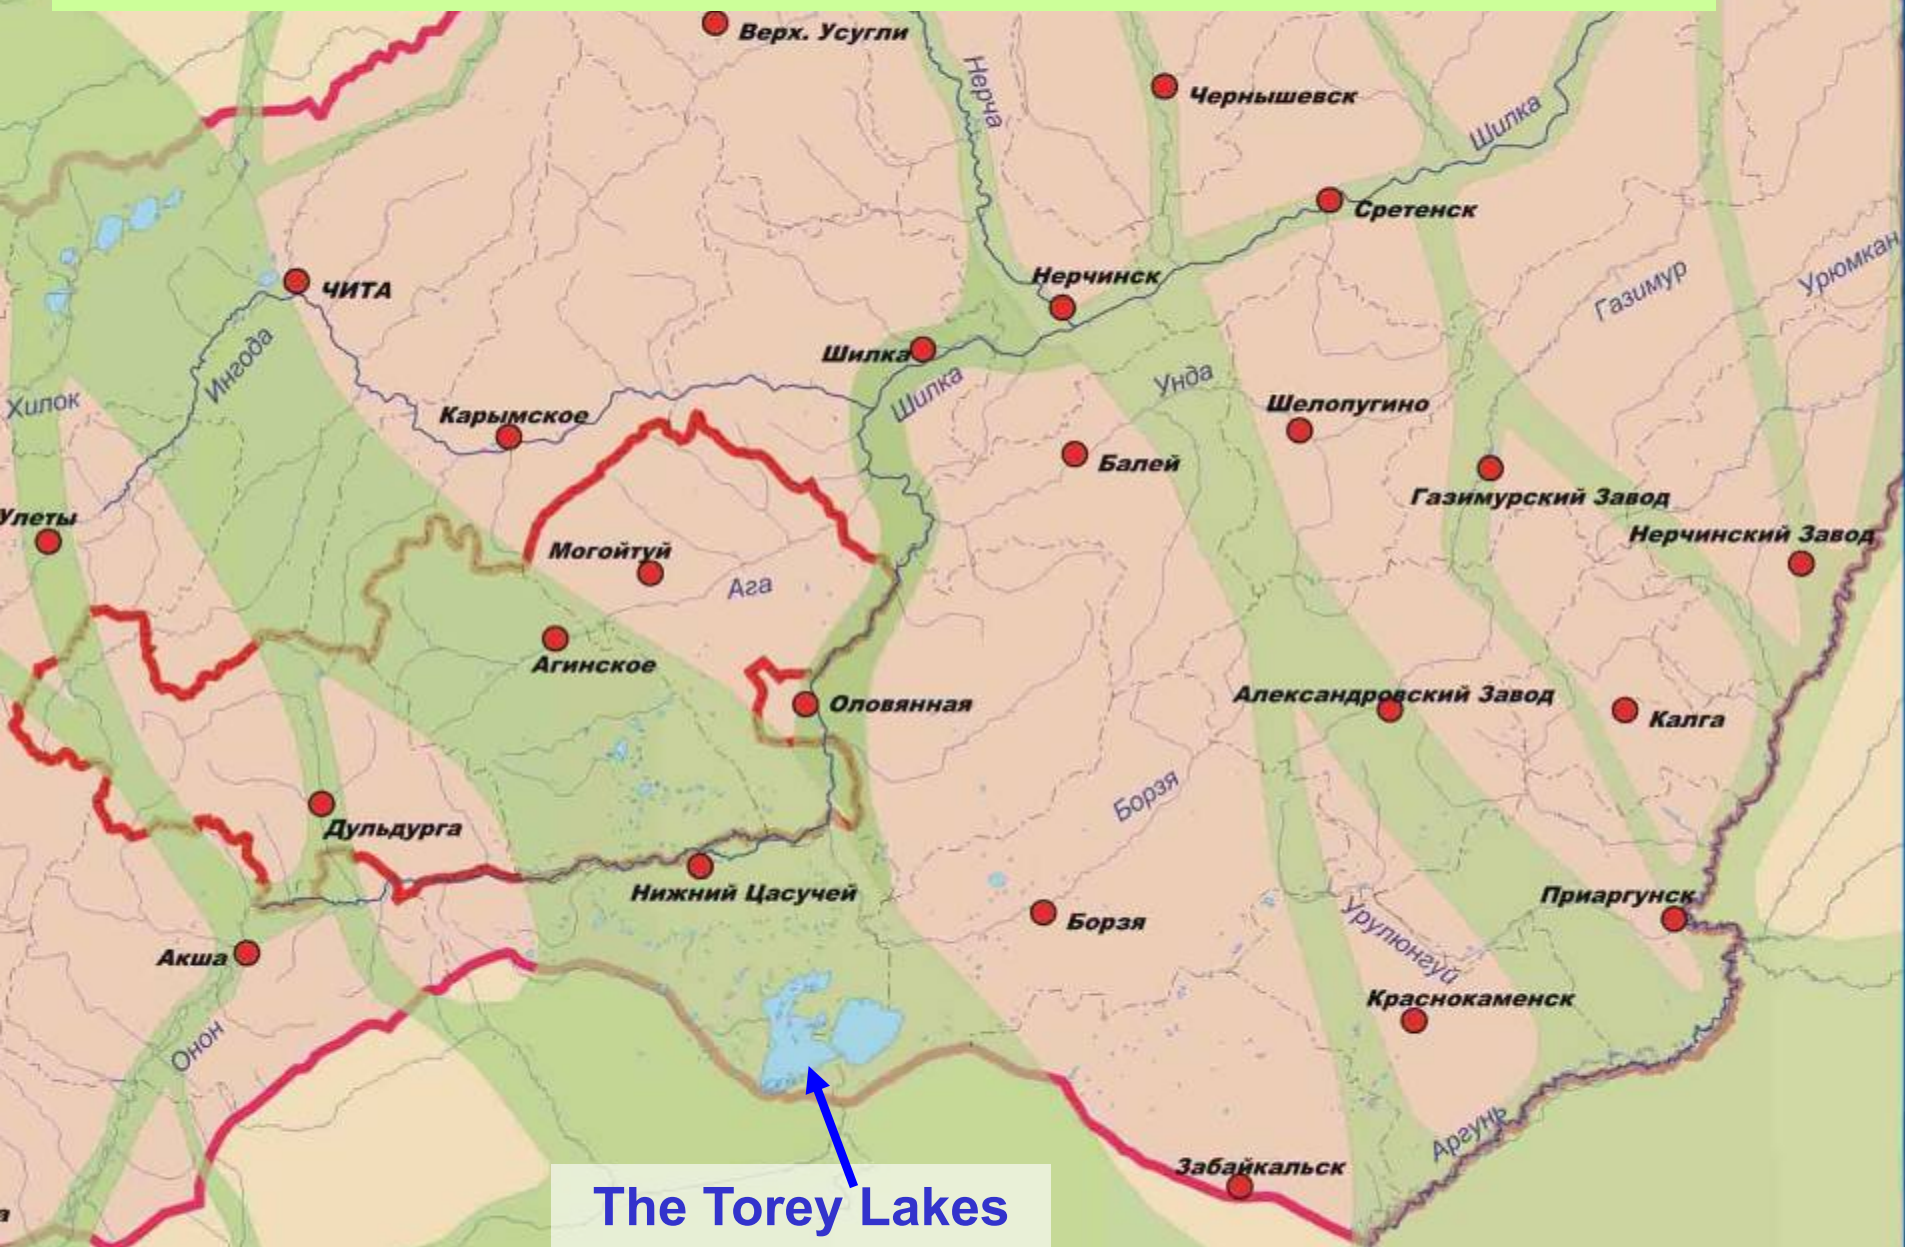 Верх. Усугли
Нерча
Чернышевск
Шилка
Сретенск
Урюмкан
Газимур
Нерчинск
ЧИТА
Шилка
Ингода
Унда
Шилка
Хилок
Карымское
Шелопугино
Балей
Газимурский Завод
Улеты
Нерчинский Завод
Могойтуй
Ага
Агинское
Александровский Завод
Оловянная
Калга
Борзя
Дульдурга
Нижний Цасучей
Приаргунск
Борзя
Урулюнгуй
Акша
Краснокаменск
Онон
Аргунь
Забайкальск
The Torey Lakes
а